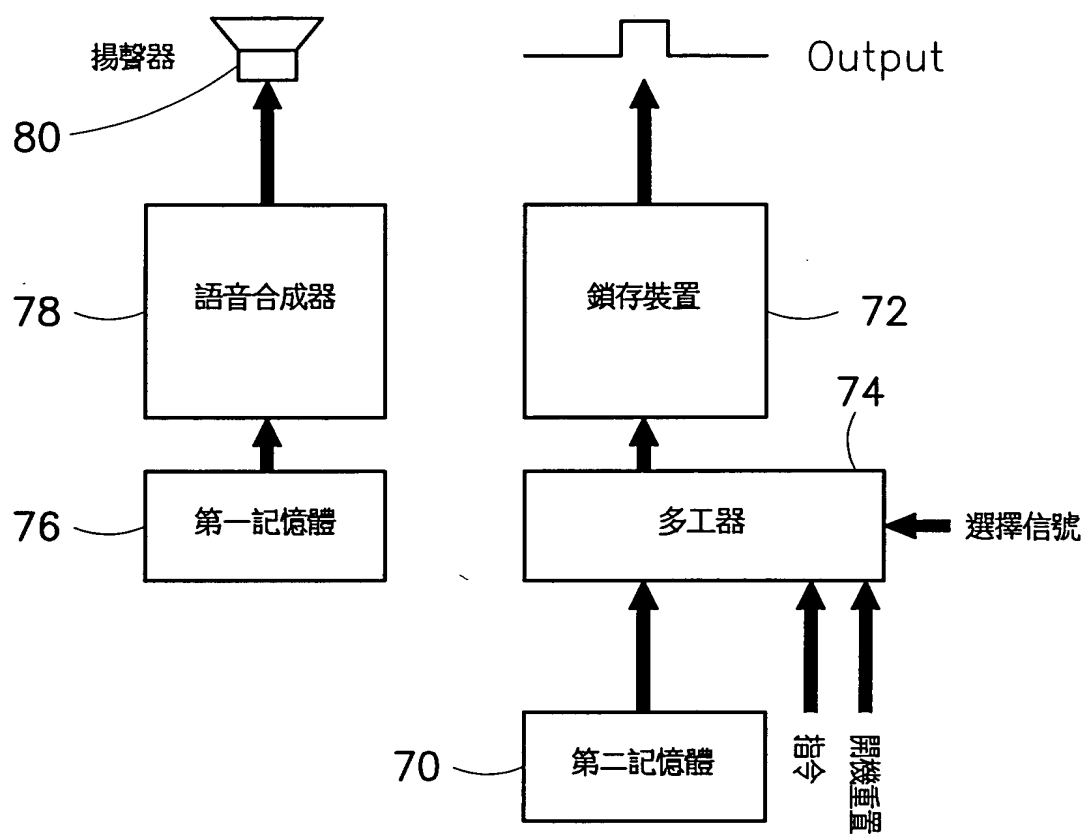 揚聲器
Output
80
語音合成器
鎖存裝置
78
72
74
第一記憶體
76
多工器
選擇信號
第二記憶體
70
指令
開機重置